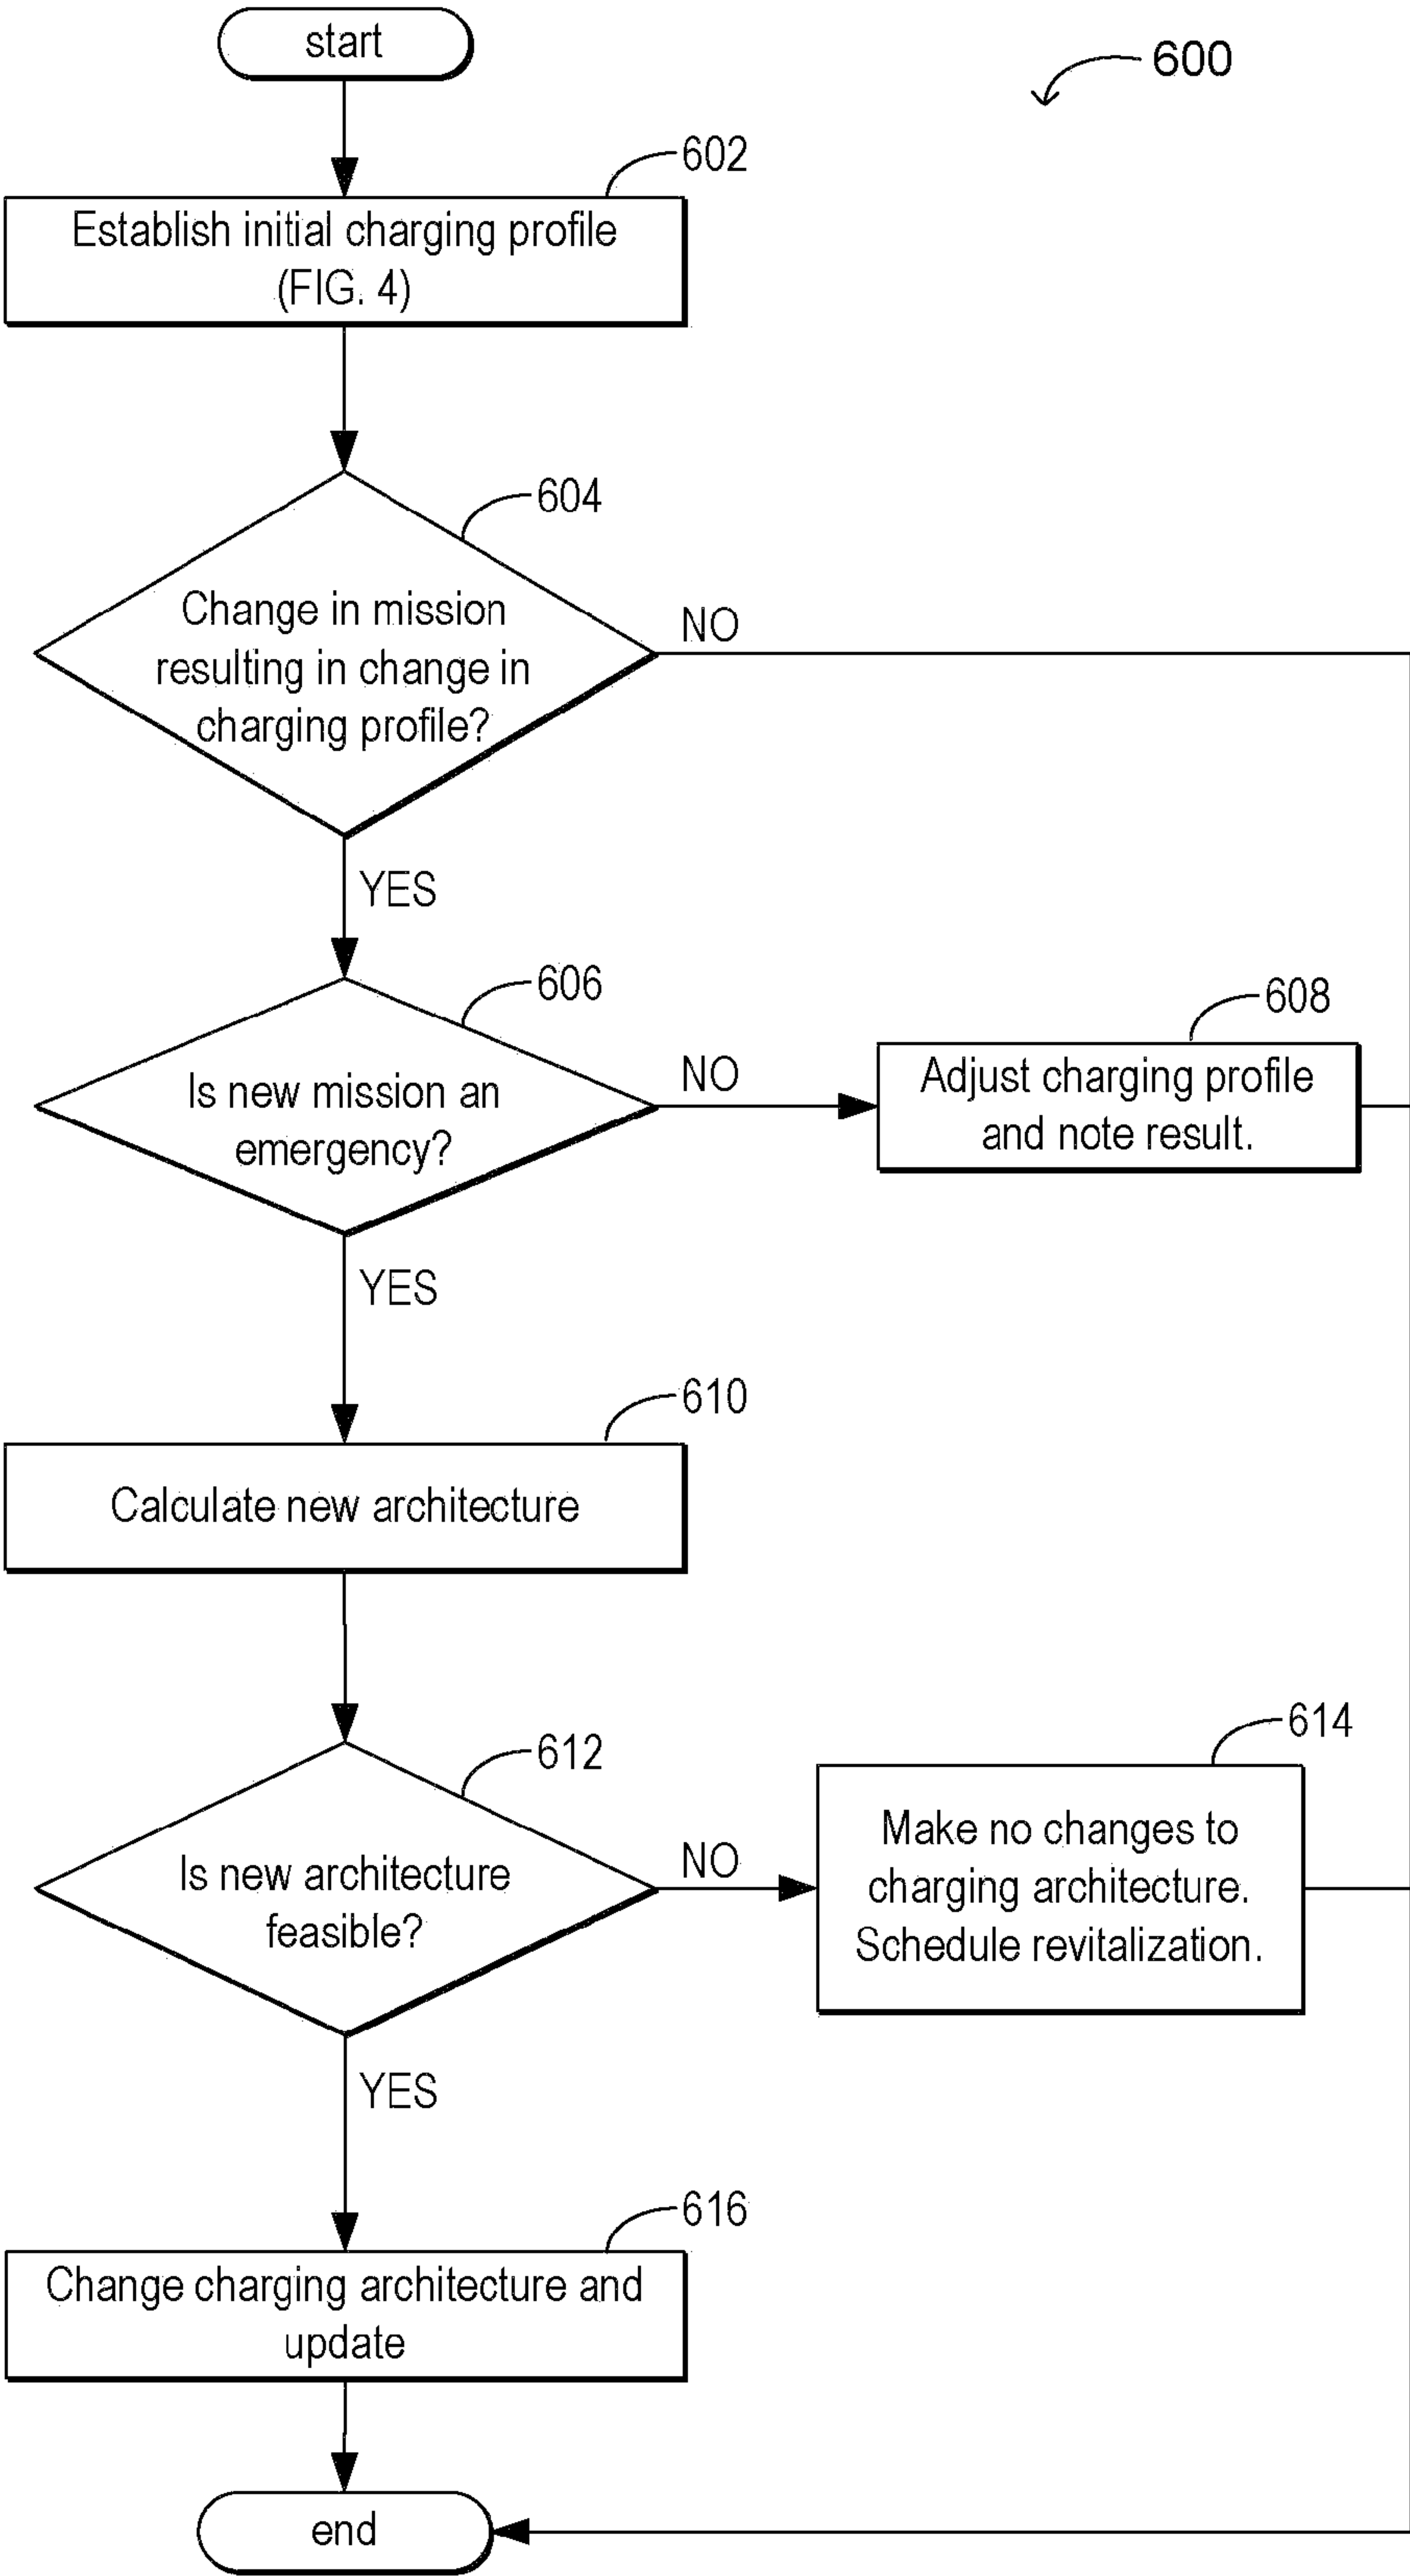 start
600
602
Establish initial charging profile
(FIG. 4)
604
Change in mission
resulting in change in
charging profile?
NO
YES
606
Is new mission an
emergency?
NO
608
Adjust charging profile
and note result.
YES
610
Calculate new architecture
612
Is new architecture
feasible?
NO
614
Make no changes to
charging architecture.
Schedule revitalization.
YES
616
Change charging architecture and
update
end